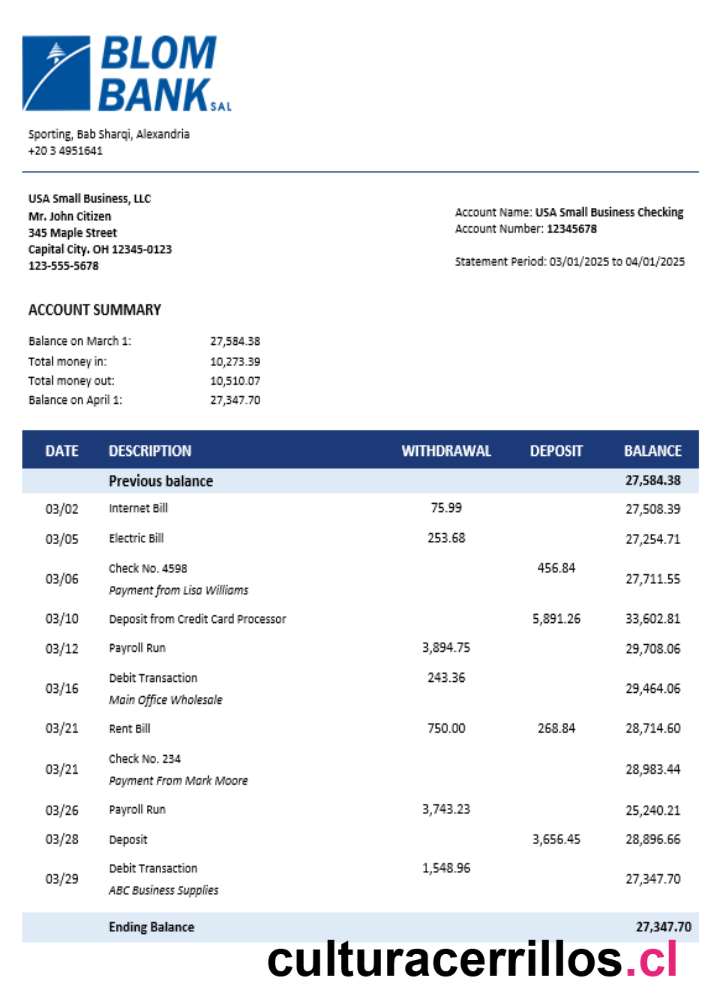 BLOM
BANK SAL
Sporting, Bab Sharqi, Alexandria
+20 3 4951641
USA Small Business, LLC
Mr. John Citizen
345 Maple Street
Capital City. OH 12345-0123
123-555-5678
Account Name: USA Small Business Checking
Account Number: 12345678
Statement Period: 03/01/2025 to 04/01/2025
ACCOUNT SUMMARY
Balance on March 1: 27,584.38
Total money in: 10,273.39
Total money out: 10,510.07
Balance on April 1: 27,347.70
DATE DESCRIPTION WITHDRAWAL DEPOSIT BALANCE
Previous balance 27,584.38
03/02 Internet Bill 75.99 27,508.39
03/05 Electric Bill 253.68 27,254.71
03/06 Check No. 4598 456.84 27,711.55
Payment from Lisa Williams
03/10 Deposit from Credit Card Processor 5,891.26 33,602.81
03/12 Payroll Run 3,894.75 29,708.06
03/16 Debit Transaction 243.36 29,464.06
Main Office Wholesale
03/21 Rent Bill 750.00 268.84 28,714.60
03/21 Check No. 234 28,983.44
Payment From Mark Moore
03/26 Payroll Run 3,743.23 25,240.21
03/28 Deposit 3,656.45 28,896.66
03/29 Debit Transaction 1,548.96 27,347.70
ABC Business Supplies
Ending Balance 27,347.70
culturacerrillos.cl